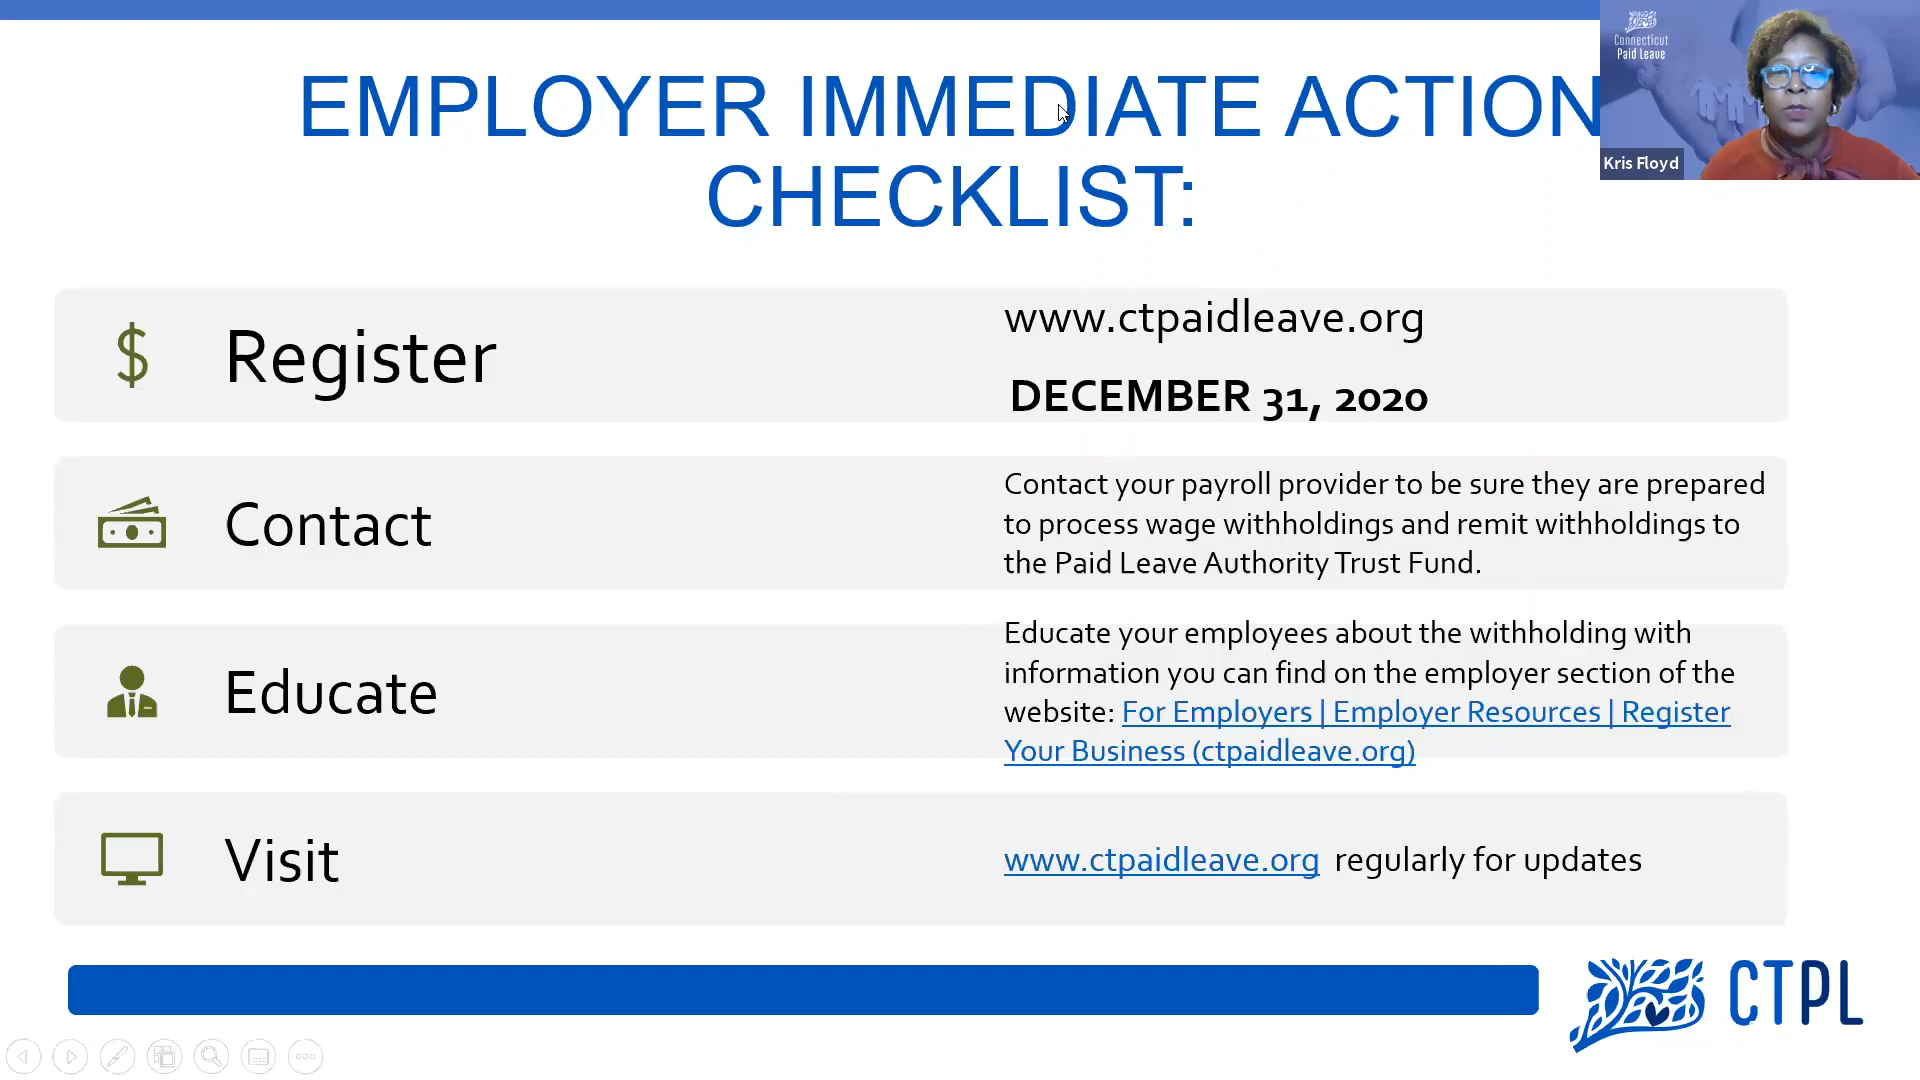 EMPLOYER IMMEDIATE ACTION
CHECKLIST:
Connecticut
Paid Leave
Kris Floyd
$ Register
www.ctpaidleave.org
DECEMBER 31, 2020
Contact
Contact your payroll provider to be sure they are prepared
to process wage withholdings and remit withholdings to
the Paid Leave Authority Trust Fund.
Educate
Educate your employees about the withholding with
information you can find on the employer section of the
website: For Employers | Employer Resources | Register
Your Business (ctpaidleave.org)
Visit
www.ctpaidleave.org regularly for updates
CTPL